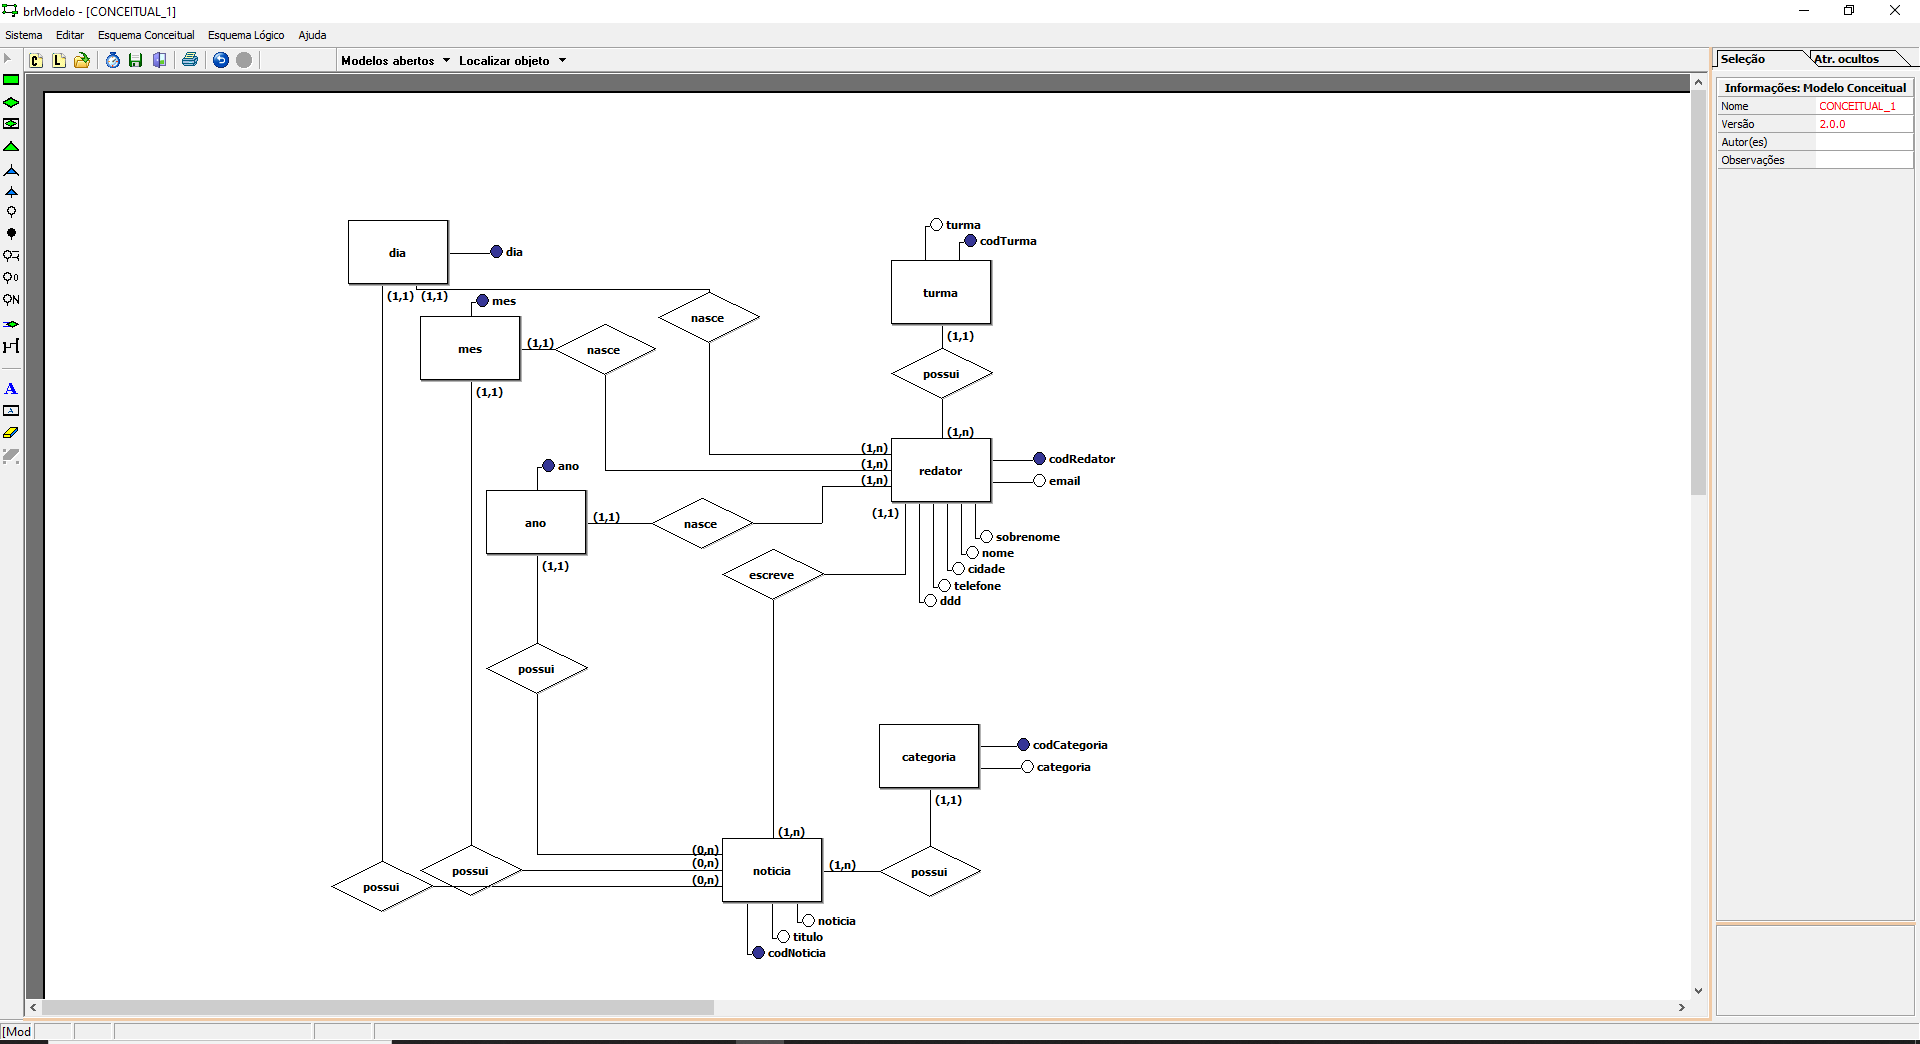 brModelo - [CONCEITUAL_1]
Sistema Editar Esquema Conceitual Esquema Lógico Ajuda
C L Modelos abertos Localizar objeto
Seleção Atr. ocultos
Informações: Modelo Conceitual
Nome CONCEITUAL_1
Versão 2.0.0
Autor(es)
Observações
turma
codTurma
dia
dia
(1,1) (1,1)
mes
turma
nasce
(1,1)
mes
(1,1)
nasce
possui
(1,1)
(1,n)
(1,n)
(1,n)
(1,n)
redator
codRedator
email
ano
ano
(1,1)
nasce
(1,1)
sobrenome
nome
cidade
telefone
ddd
(1,1)
escreve
possui
categoria
codCategoria
categoria
(1,1)
(1,n)
(0,n)
(0,n)
(0,n)
possui
possui
noticia
(1,n)
possui
noticia
titulo
codNoticia
A
A
[Mod